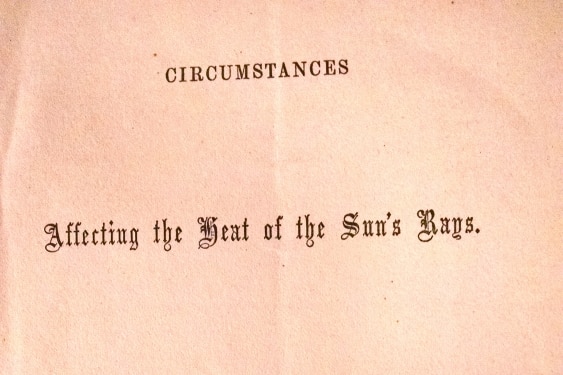 CIRCUMSTANCES
Affecting the Heat of the Sun's Rays.